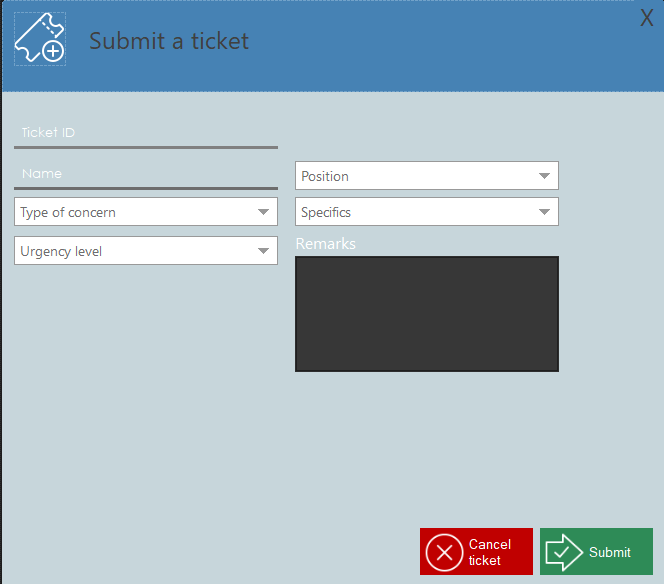 Submit a ticket
X
Ticket ID
Name
Position
Type of concern
Specifics
Urgency level
Remarks
Cancel
ticket
Submit